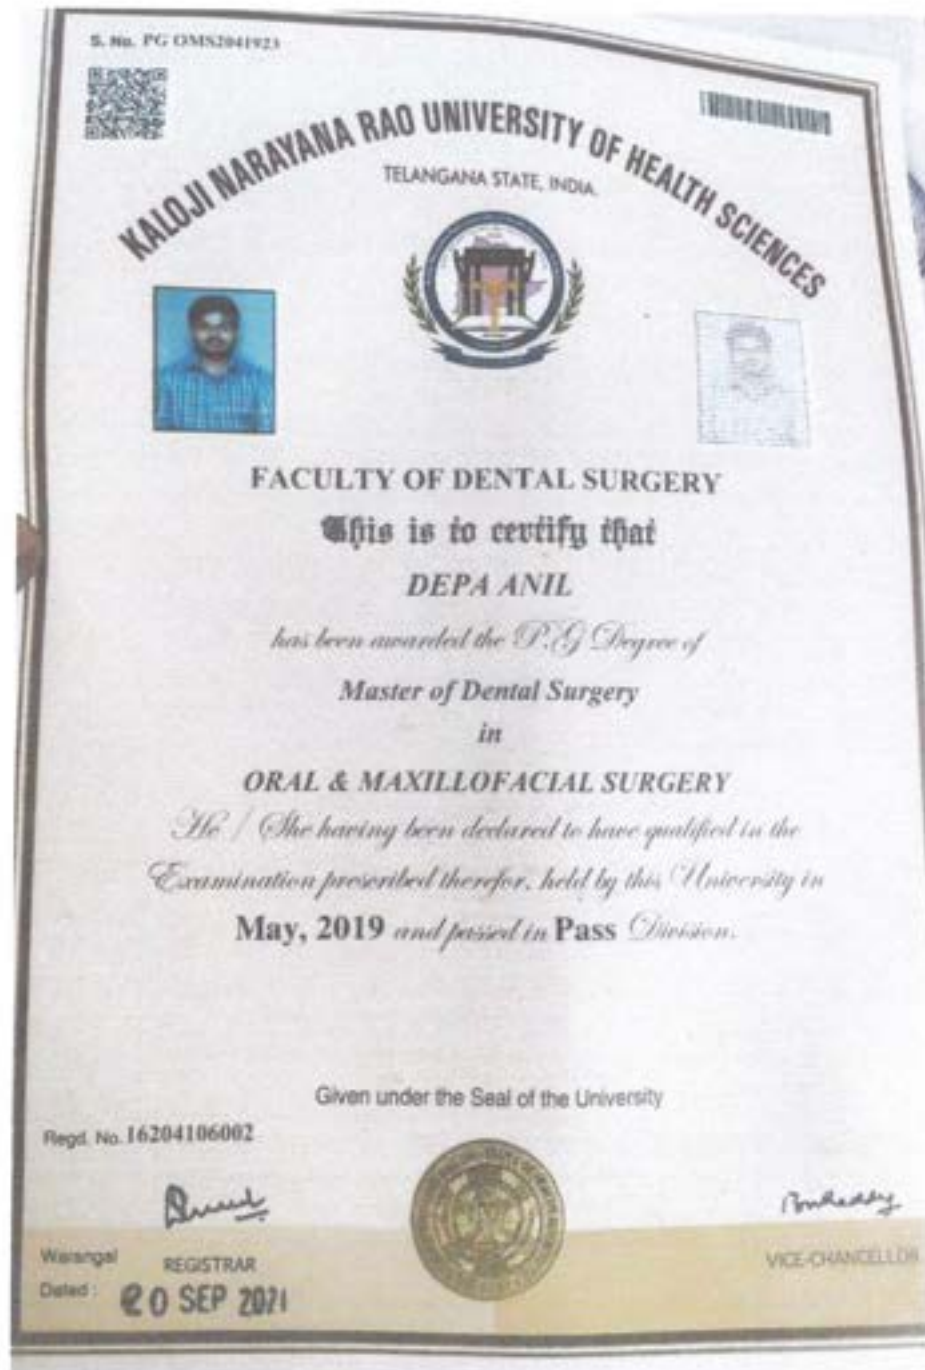 S. No. PG OMS2041923
KALOJI NARAYANA RAO UNIVERSITY OF HEALTH SCIENCES
TELANGANA STATE, INDIA.
FACULTY OF DENTAL SURGERY
This is to certify that
DEPA ANIL
has been awarded the P.G Degree of
Master of Dental Surgery
in
ORAL & MAXILLOFACIAL SURGERY
He / She having been declared to have qualified in the
Examination prescribed therefor, held by this University in
May, 2019 and passed in Pass Division.
Given under the Seal of the University
Regd. No. 16204106002
Warangal REGISTRAR VICE-CHANCELLOR
Dated : 20 SEP 2021